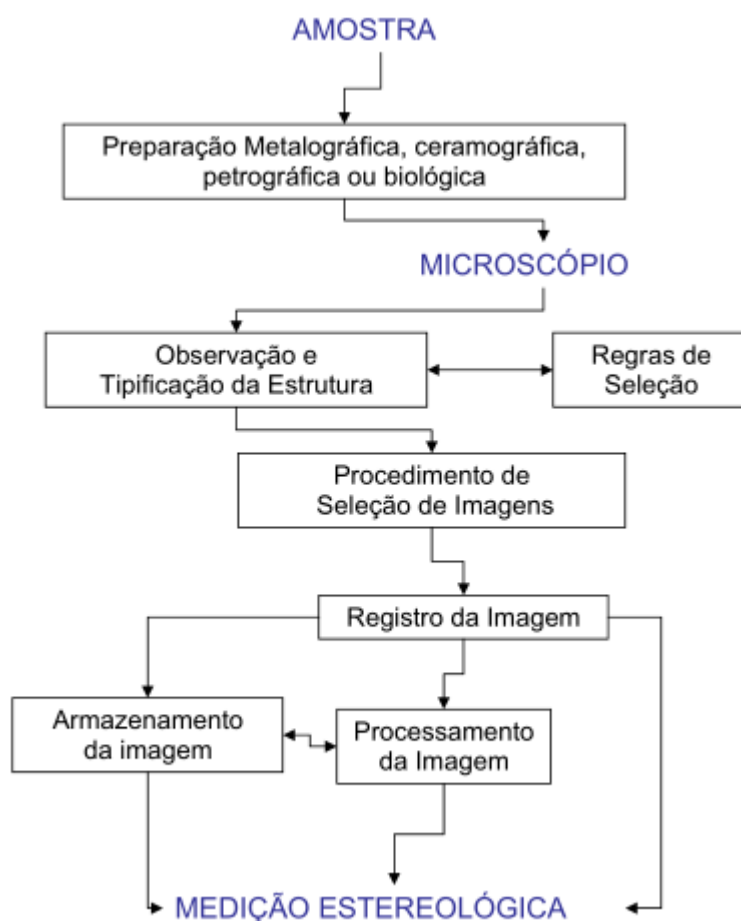 AMOSTRA
Preparação Metalográfica, ceramográfica,
petrográfica ou biológica
MICROSCÓPIO
Observação e
Tipificação da Estrutura
Regras de
Seleção
Procedimento de
Seleção de Imagens
Registro da Imagem
Armazenamento
da imagem
Processamento
da Imagem
MEDIÇÃO ESTEREOLÓGICA